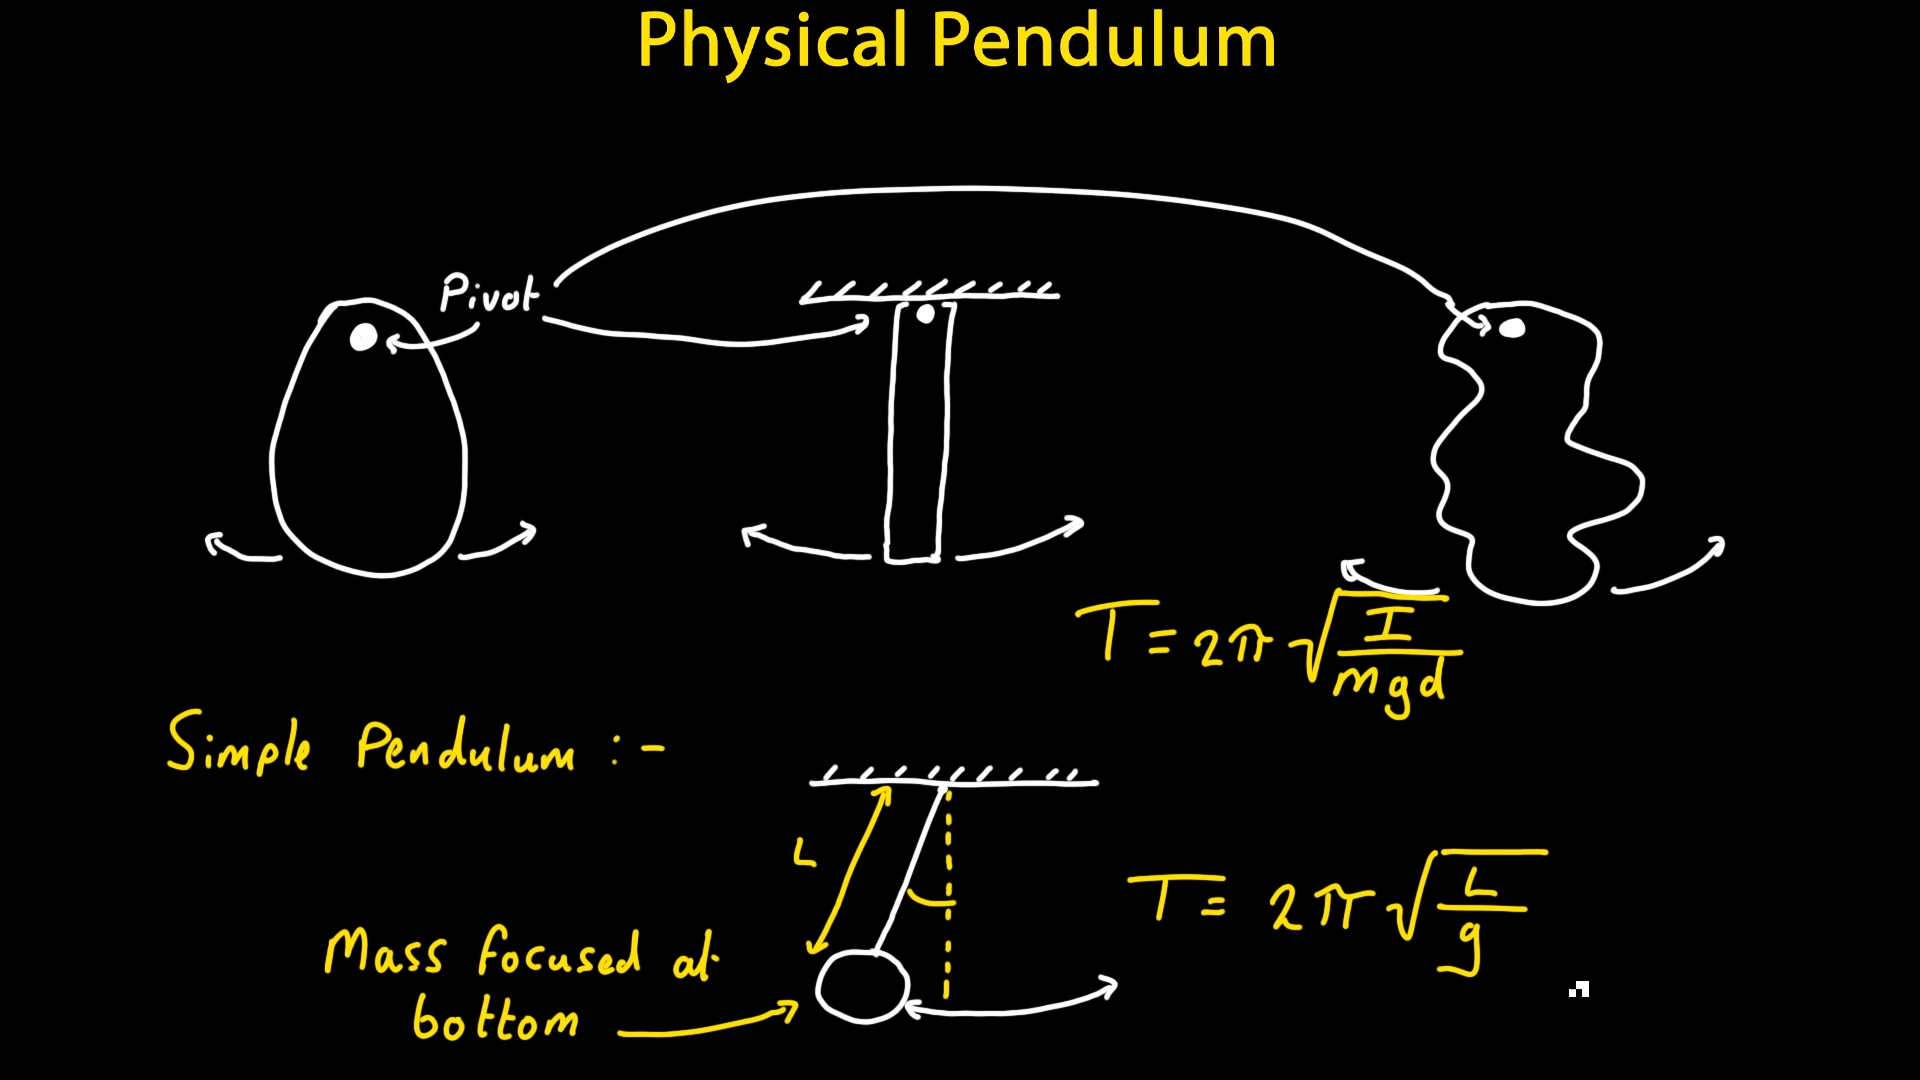 Physical Pendulum
Pivot
T = 2π √(I/mgd)
Simple Pendulum :-
L
T = 2π √(L/g)
Mass focused at
bottom